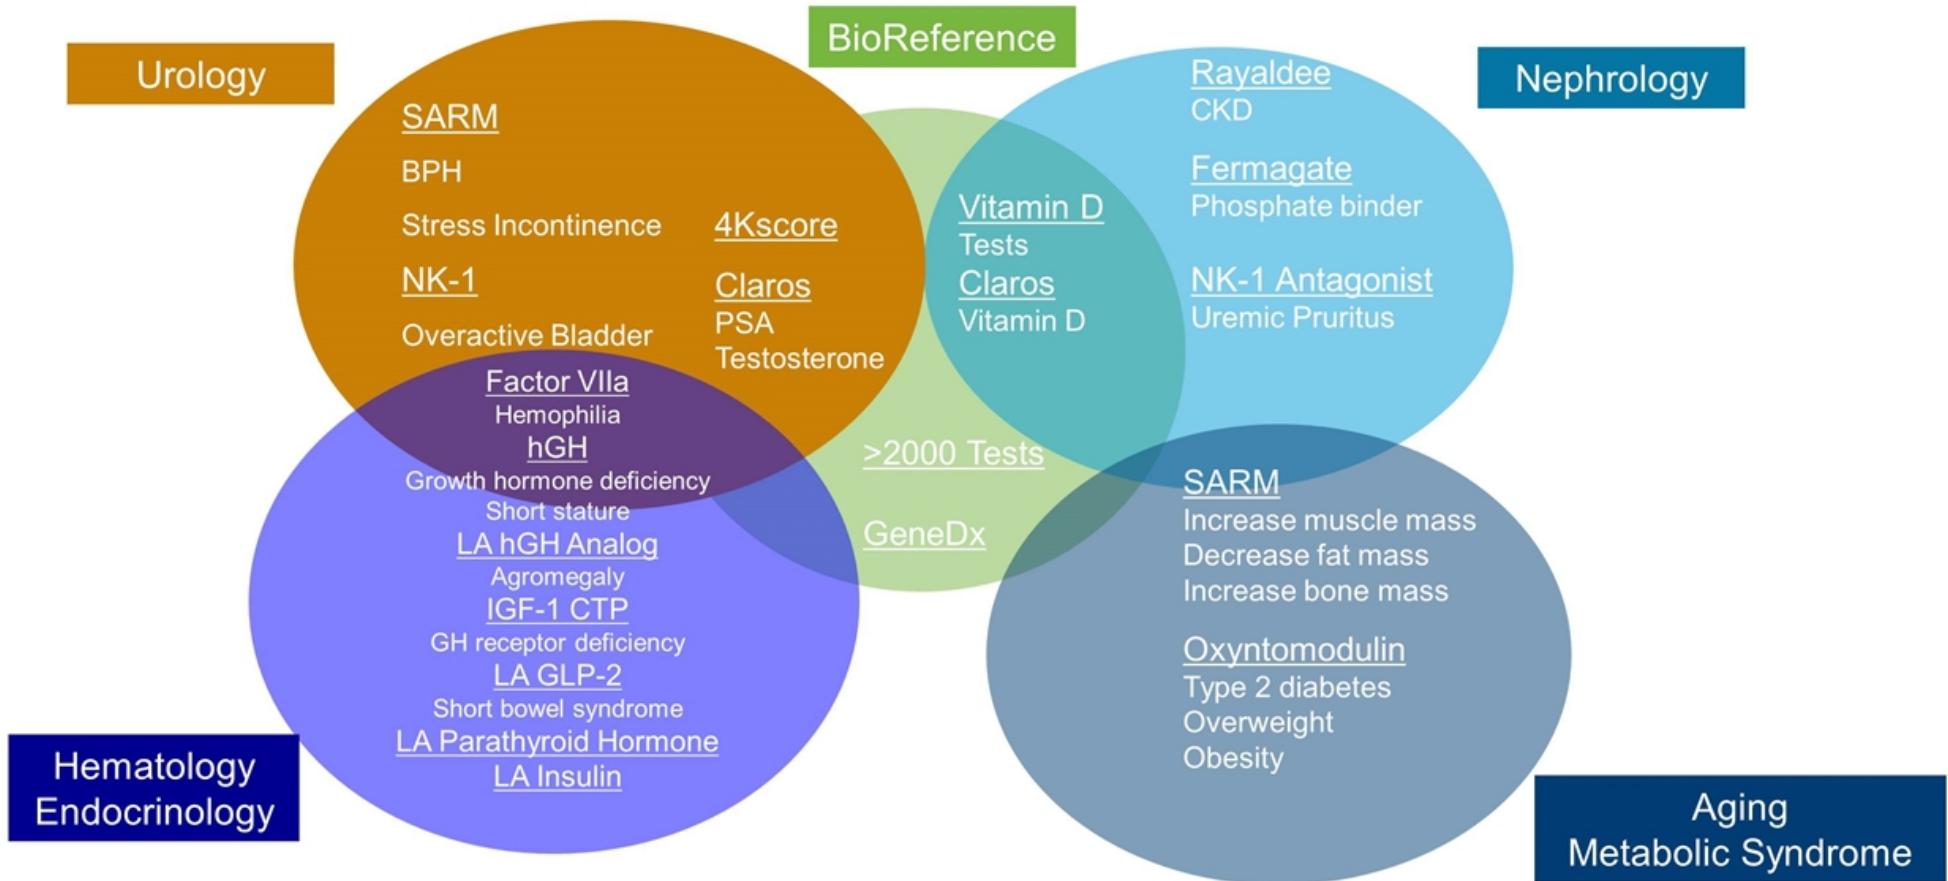 Urology
BioReference
Nephrology
SARM
BPH
Stress Incontinence
NK-1
Overactive Bladder
4Kscore
Claros
PSA
Testosterone
Vitamin D
Tests
Claros
Vitamin D
Rayaldee
CKD
Fermagate
Phosphate binder
NK-1 Antagonist
Uremic Pruritus
Factor VIIa
Hemophilia
hGH
Growth hormone deficiency
Short stature
LA hGH Analog
Agromegaly
IGF-1 CTP
GH receptor deficiency
LA GLP-2
Short bowel syndrome
LA Parathyroid Hormone
LA Insulin
>2000 Tests
GeneDx
SARM
Increase muscle mass
Decrease fat mass
Increase bone mass
Oxyntomodulin
Type 2 diabetes
Overweight
Obesity
Hematology
Endocrinology
Aging
Metabolic Syndrome